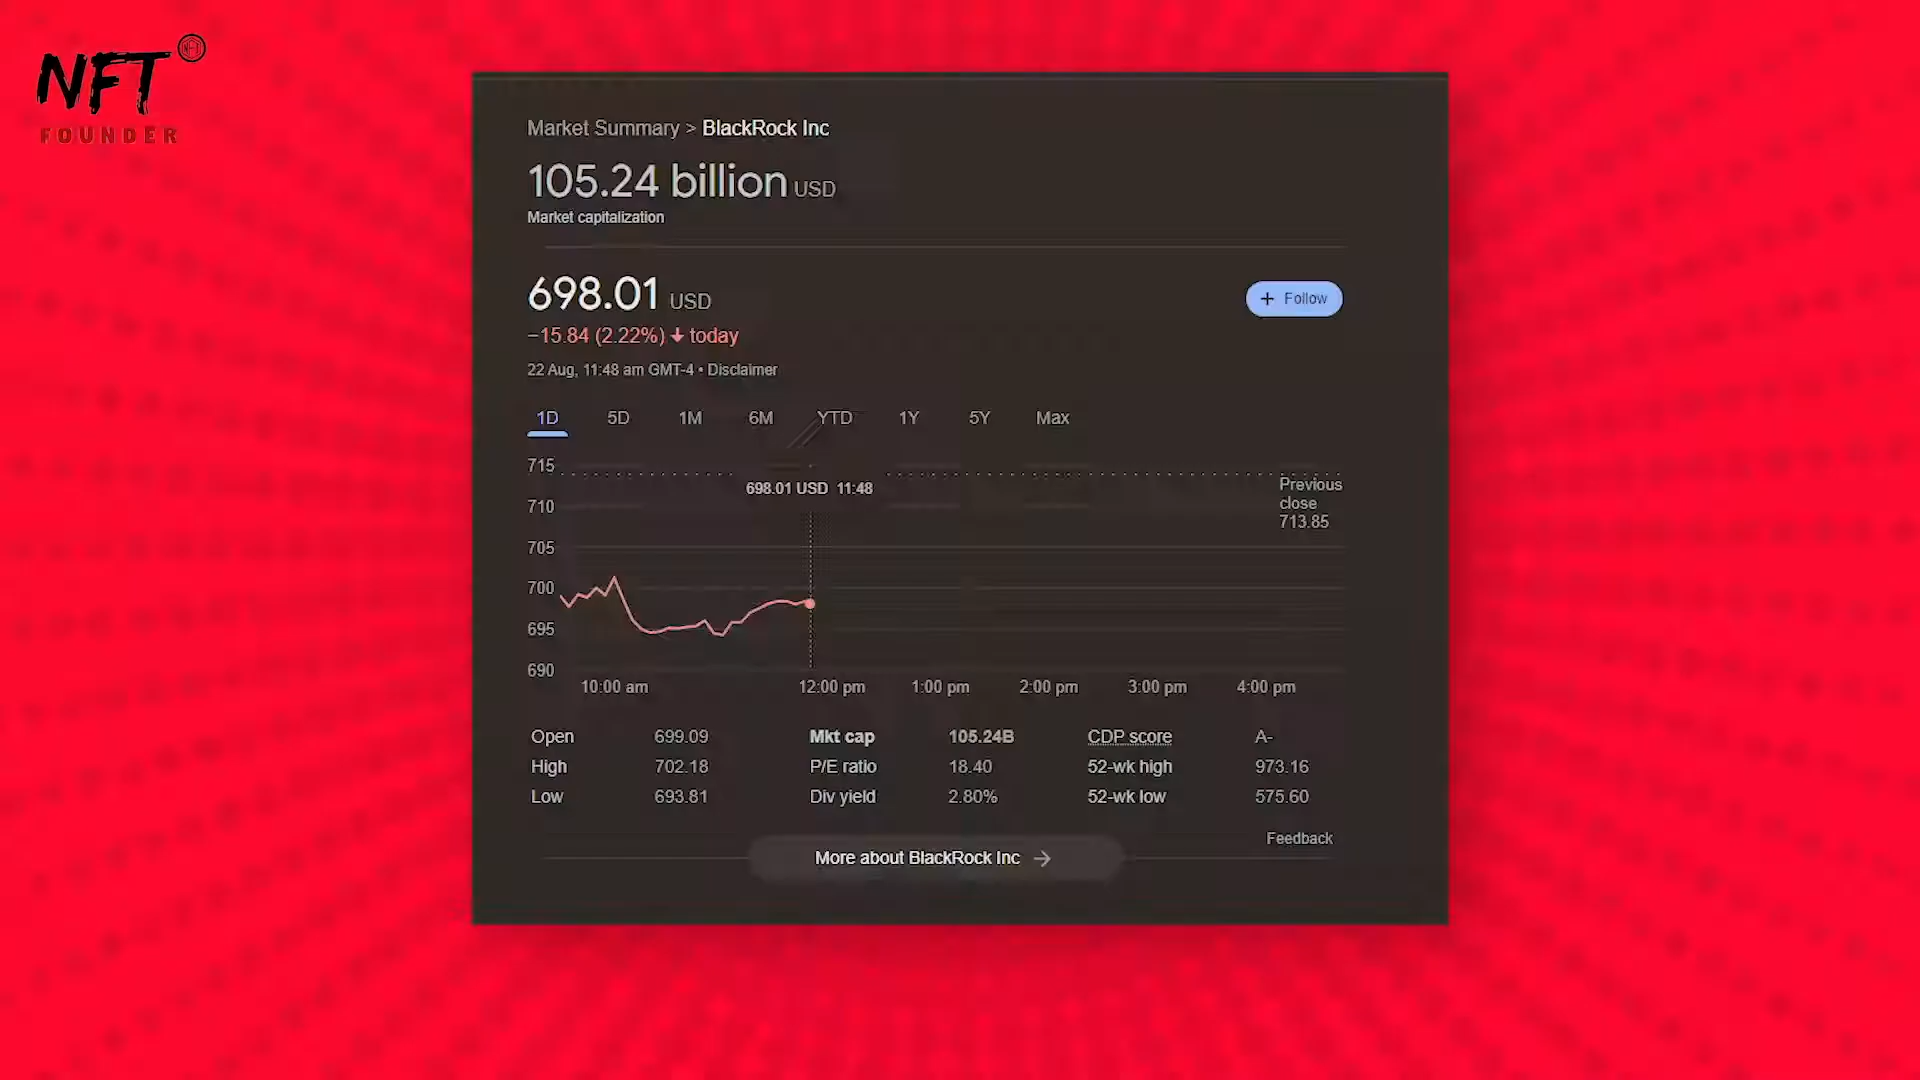 NFT
NFT
FOUNDER
Market Summary > BlackRock Inc
105.24 billion USD
Market capitalization
698.01 USD
−15.84 (2.22%) ↓ today
+ Follow
22 Aug, 11:48 am GMT-4 • Disclaimer
1D 5D 1M 6M YTD 1Y 5Y Max
715
698.01 USD 11:48
Previous
close
713.85
710
705
700
695
690
10:00 am 12:00 pm 1:00 pm 2:00 pm 3:00 pm 4:00 pm
Open 699.09 Mkt cap 105.24B CDP score A-
High 702.18 P/E ratio 18.40 52-wk high 973.16
Low 693.81 Div yield 2.80% 52-wk low 575.60
Feedback
More about BlackRock Inc →